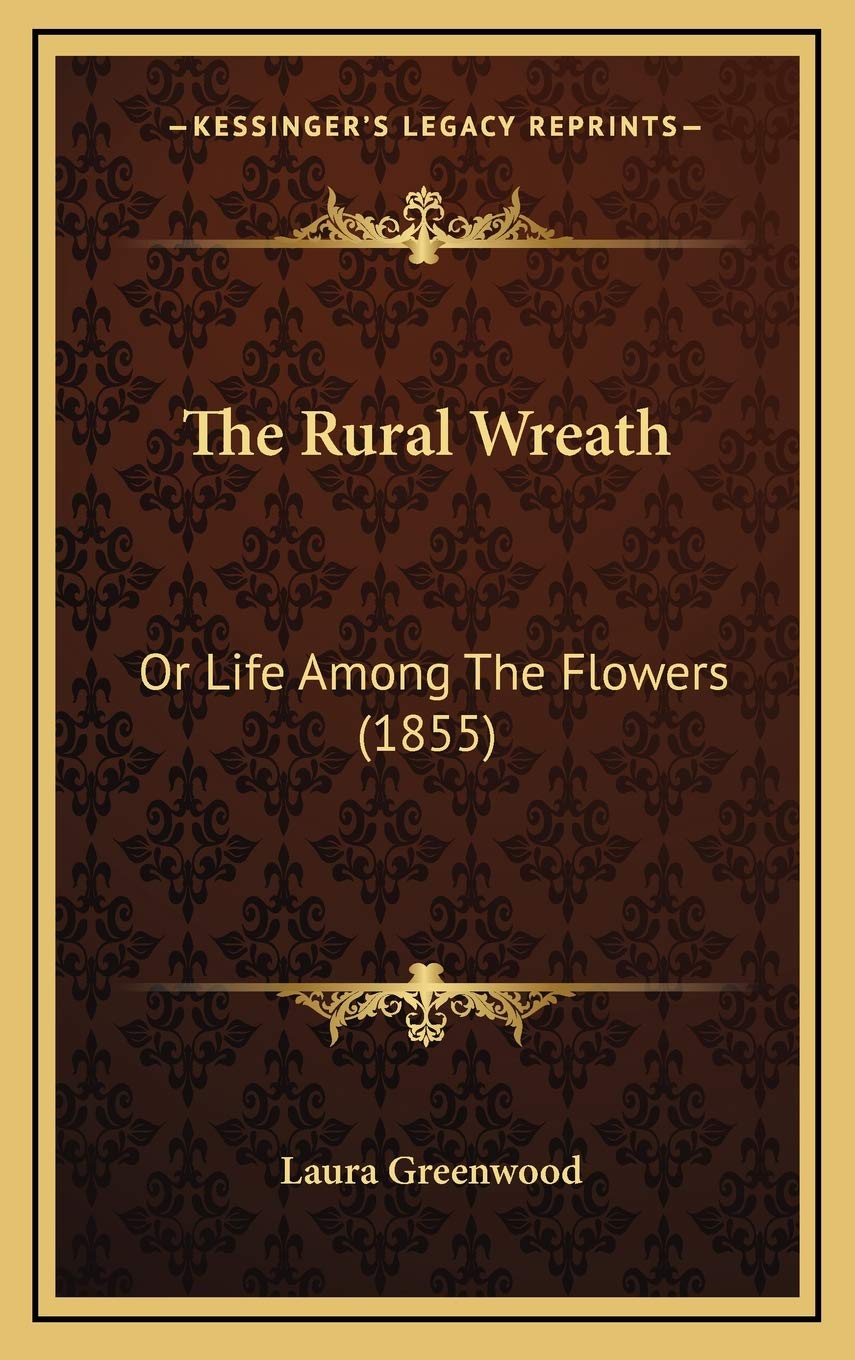 –KESSINGER’S LEGACY REPRINTS–
The Rural Wreath
Or Life Among The Flowers
(1855)
Laura Greenwood